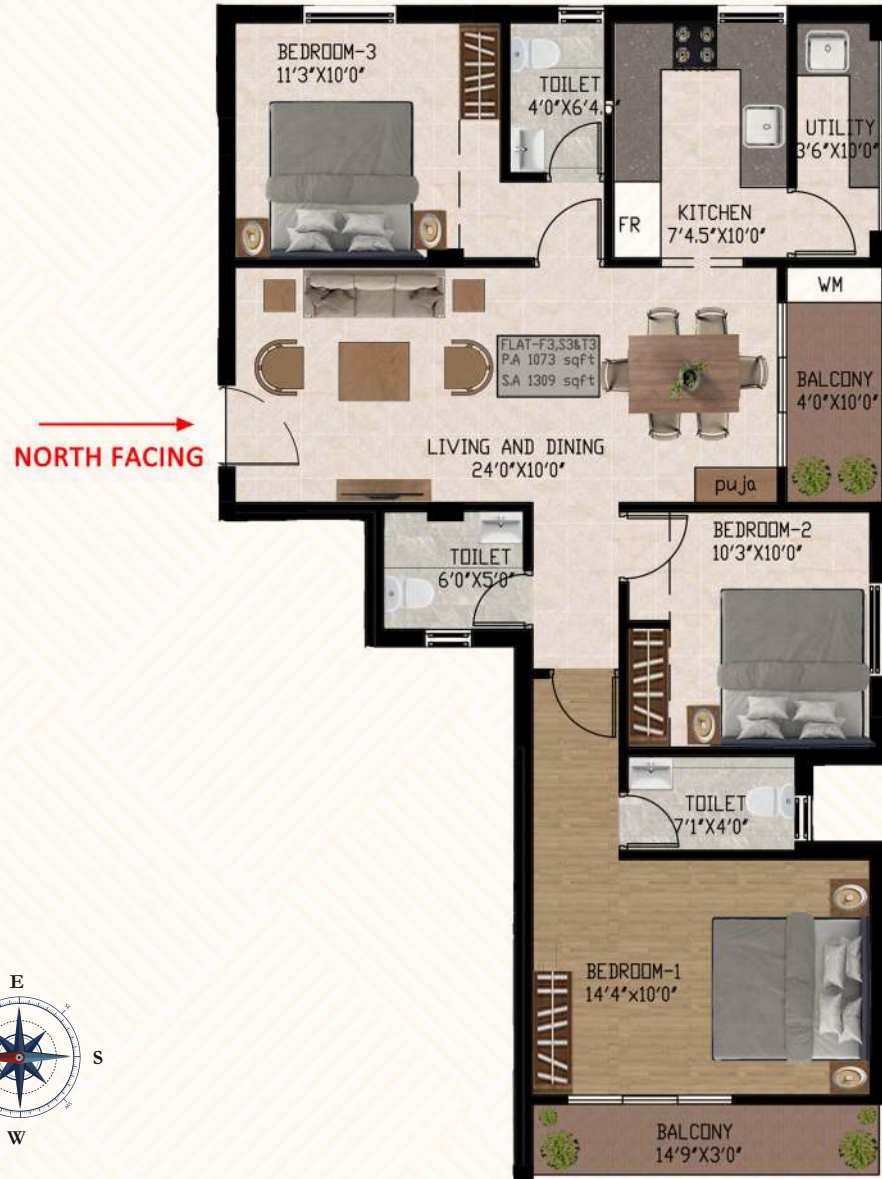 BEDROOM-3
11'3"X10'0"
TOILET
4'0"X6'4.5"
UTILITY
3'6"X10'0"
KITCHEN
7'4.5"X10'0"
FR
WM
FLAT-F3,S3&T3
P.A 1073 sqft
S.A 1309 sqft
BALCONY
4'0"X10'0"
NORTH FACING
LIVING AND DINING
24'0"X10'0"
puja
BEDROOM-2
10'3"X10'0"
TOILET
6'0"X5'0"
TOILET
7'1"X4'0"
BEDROOM-1
14'4"x10'0"
E
S
W
BALCONY
14'9"X3'0"